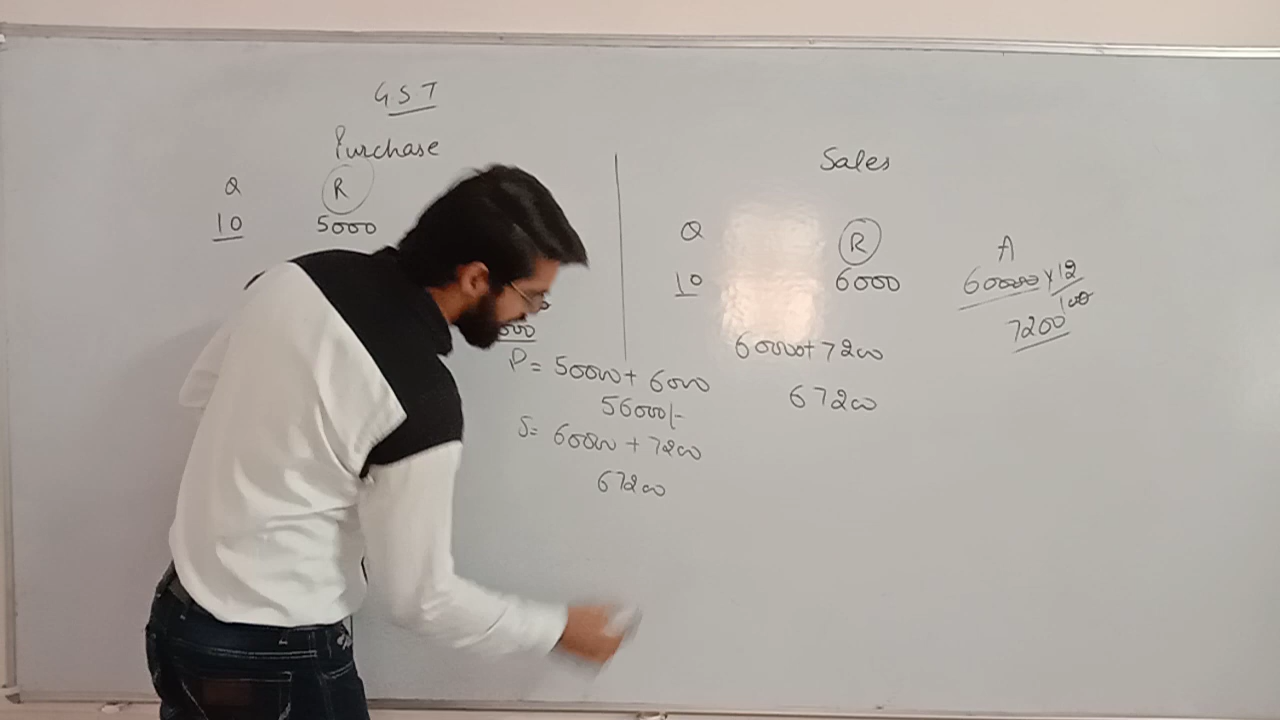 G.S.T
Purchase
Q R
10 5000
000
P = 50000 + 6000
56000/-
S = 60000 + 7200
67200
Sales
Q R A
10 6000 60000 x 12
100
7200
60000 + 7200
67200